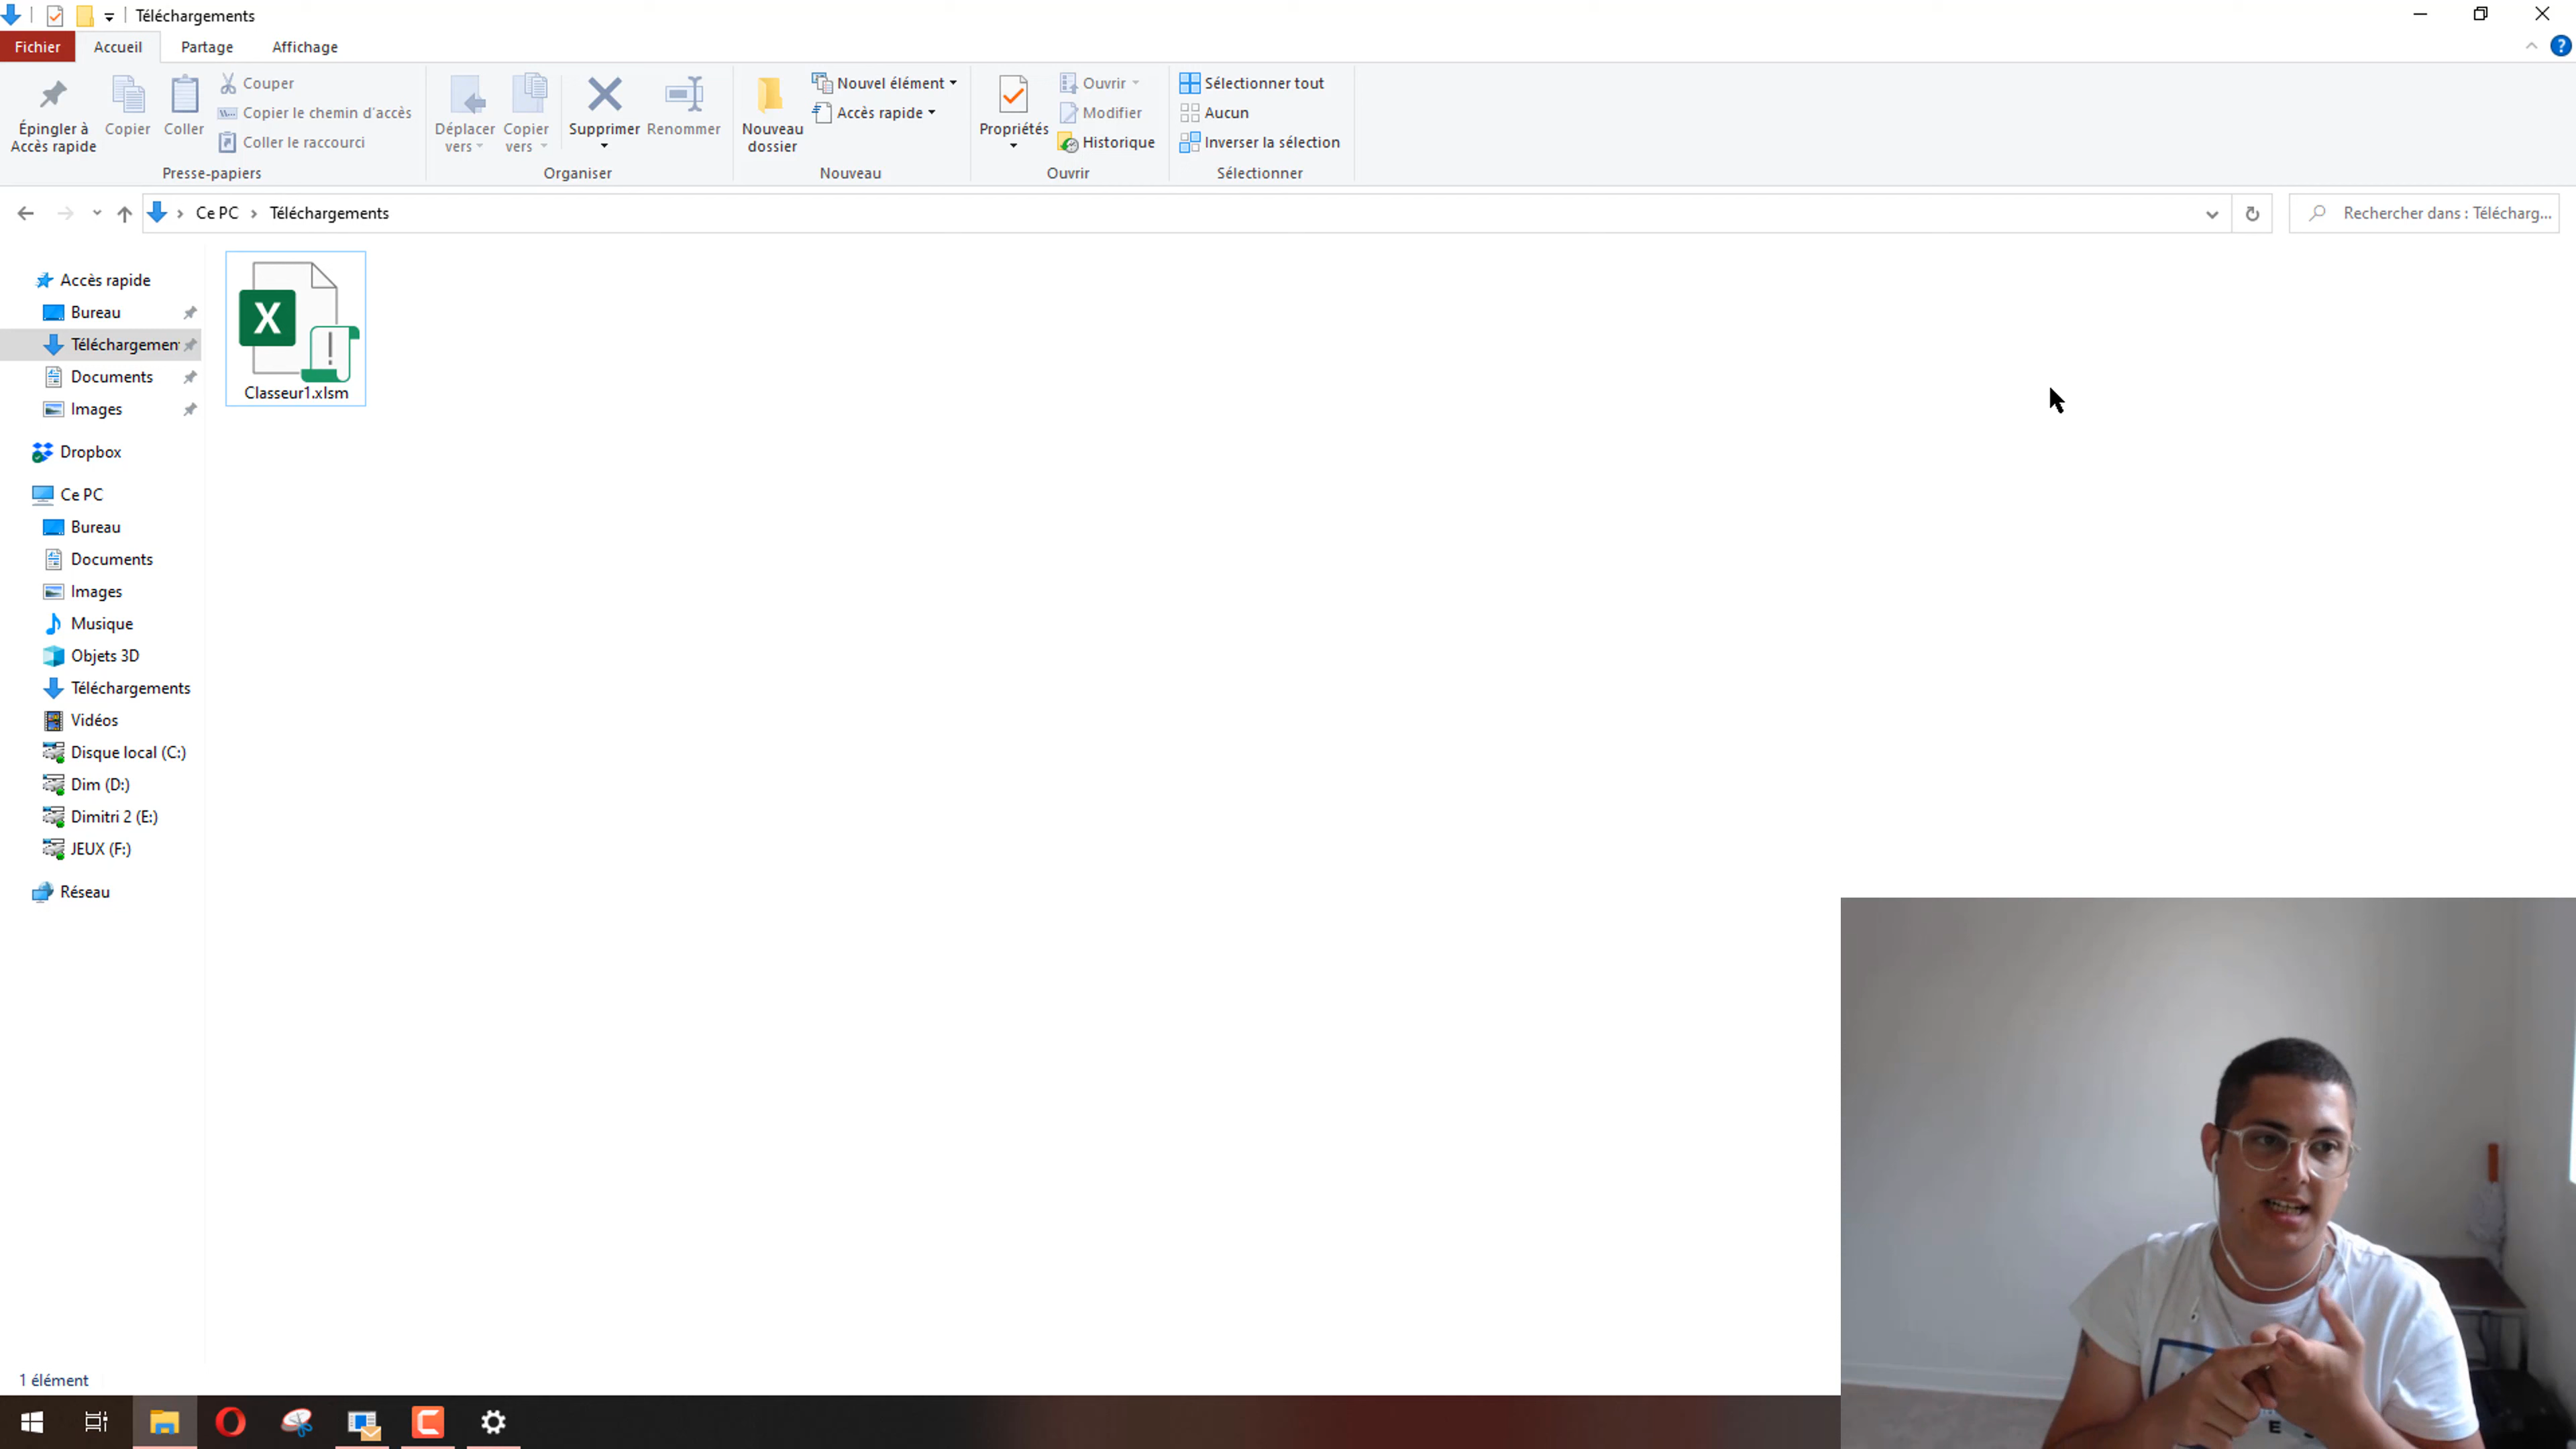 Téléchargements
Fichier
Accueil
Partage
Affichage
Épingler à
Accès rapide
Copier
Coller
Couper
Copier le chemin d'accès
Coller le raccourci
Presse-papiers
Déplacer
vers
Copier
vers
Supprimer
Renommer
Organiser
Nouveau
dossier
Nouvel élément
Accès rapide
Nouveau
Propriétés
Ouvrir
Modifier
Historique
Ouvrir
Sélectionner tout
Aucun
Inverser la sélection
Sélectionner
Ce PC
Téléchargements
Rechercher dans : Télécharg...
Accès rapide
Bureau
Téléchargemen
Documents
Images
Dropbox
Ce PC
Bureau
Documents
Images
Musique
Objets 3D
Téléchargements
Vidéos
Disque local (C:)
Dim (D:)
Dimitri 2 (E:)
JEUX (F:)
Réseau
X
Classeur1.xlsm
1 élément